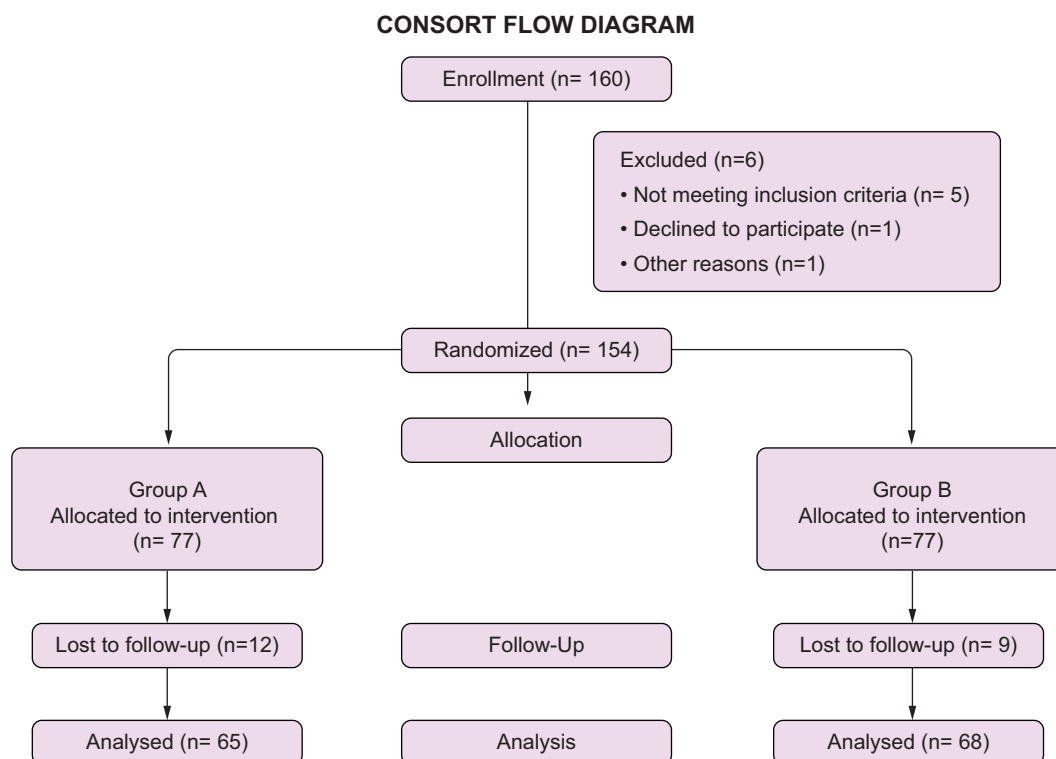 CONSORT FLOW DIAGRAM
Enrollment (n= 160)
Excluded (n=6)
• Not meeting inclusion criteria (n= 5)
• Declined to participate (n=1)
• Other reasons (n=1)
Randomized (n= 154)
Allocation
Group A
Allocated to intervention
(n= 77)
Group B
Allocated to intervention
(n=77)
Lost to follow-up (n=12)
Follow-Up
Lost to follow-up (n= 9)
Analysed (n= 65)
Analysis
Analysed (n= 68)